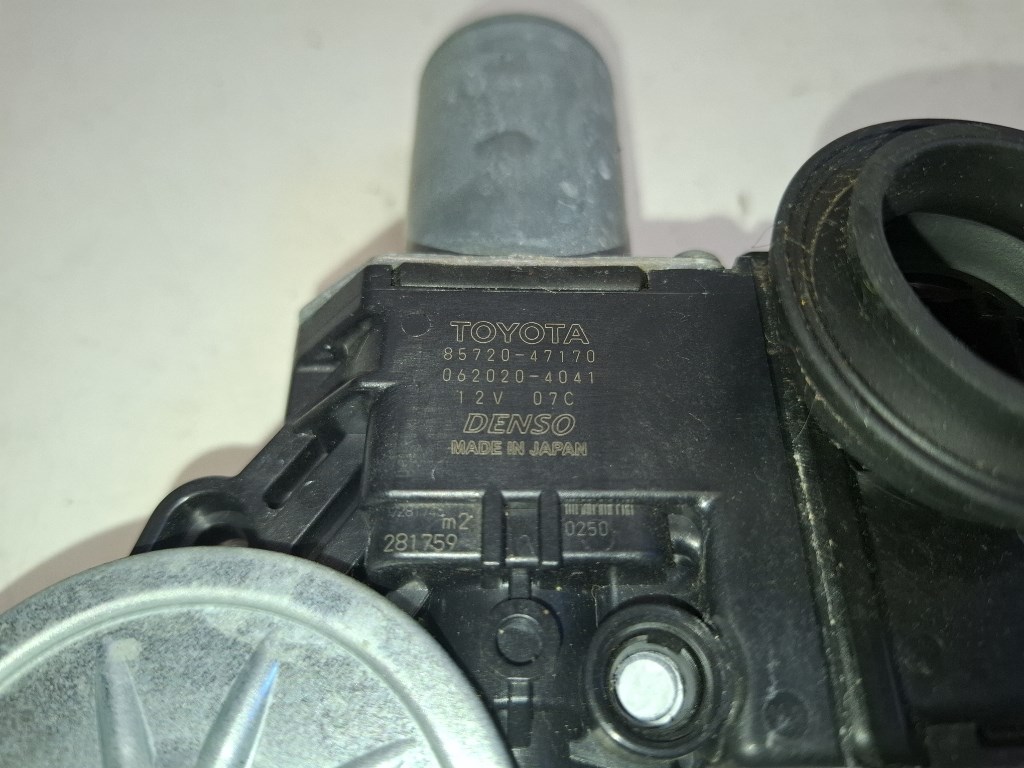 TOYOTA
85720-47170
062020-4041
12V 07C
DENSO
MADE IN JAPAN
m2
281759
0250